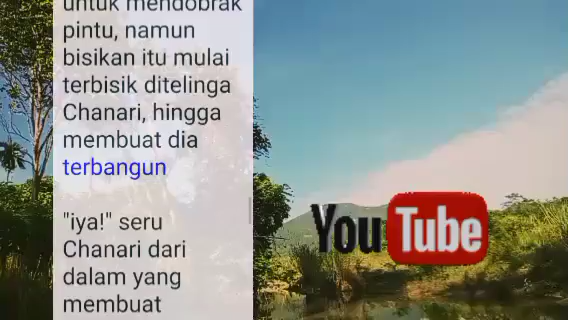 untuk mendobrak
pintu, namun
bisikan itu mulai
terbisik ditelinga
Chanari, hingga
membuat dia
terbangun
"iya!" seru
Chanari dari
dalam yang
membuat
YouTube